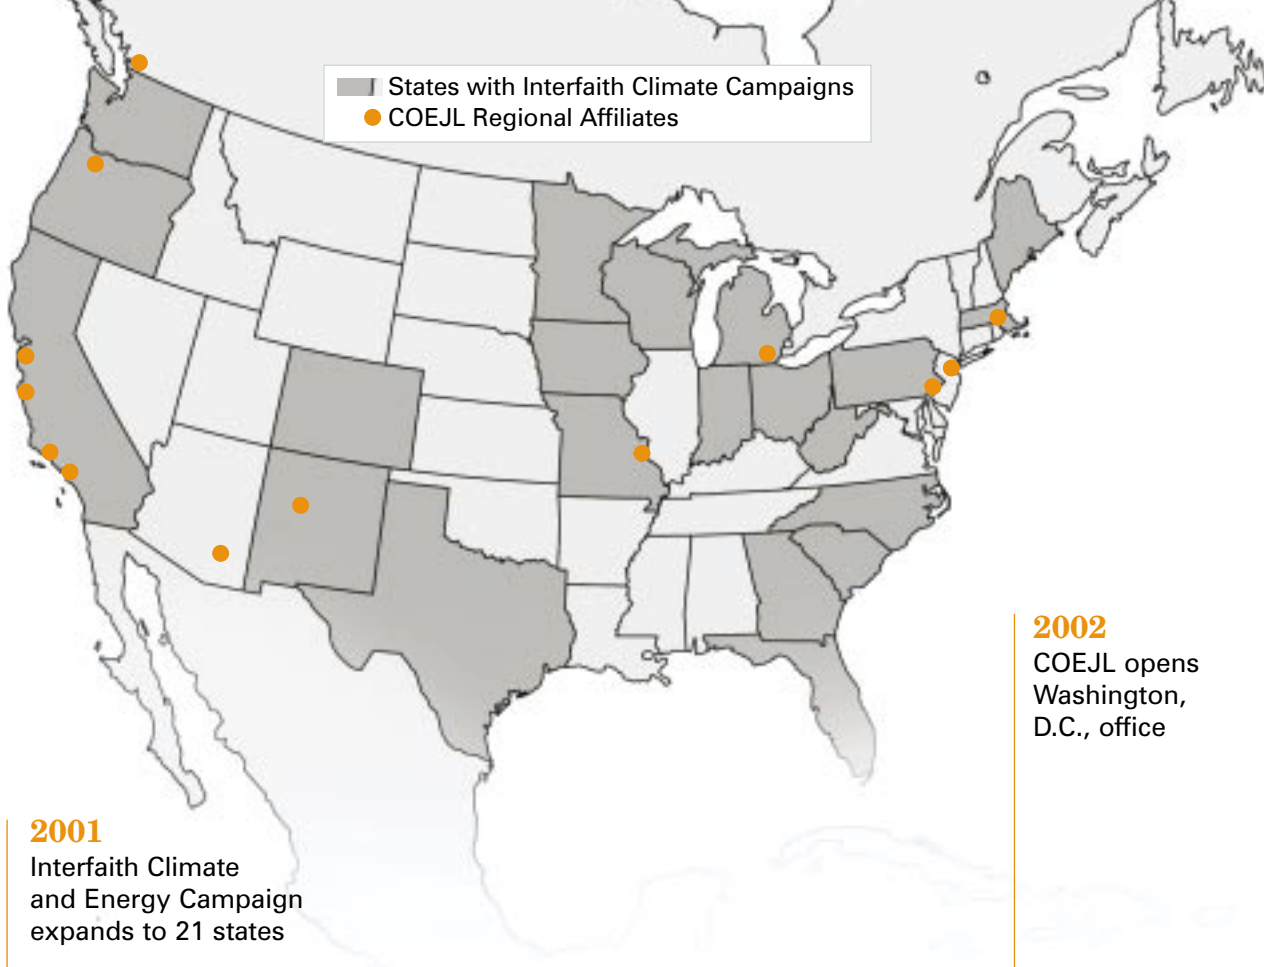 States with Interfaith Climate Campaigns
COEJL Regional Affiliates
2002
COEJL opens
Washington,
D.C., office
2001
Interfaith Climate
and Energy Campaign
expands to 21 states